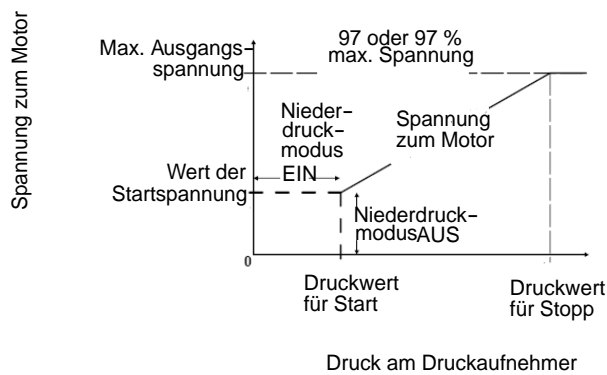 Spannung zum Motor
Max. Ausgangs
spannung
97 oder 97 %
max. Spannung
Nieder-
druck-
modus
EIN
Spannung
zum Motor
Wert der
Startspannung
Niederdruck-
modusAUS
0
Druckwert
für Start
Druckwert
für Stopp
Druck am Druckaufnehmer